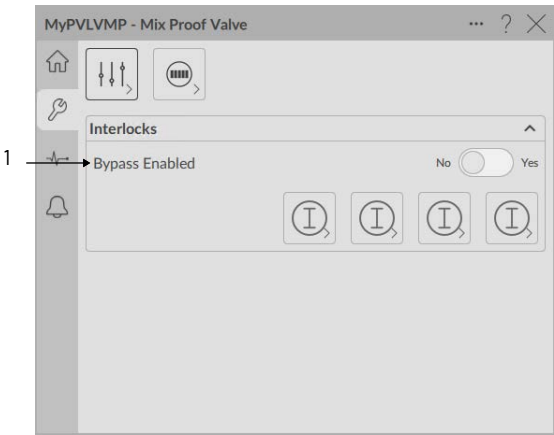 MyPVLVMP - Mix Proof Valve ... ?
Interlocks
1 Bypass Enabled No Yes